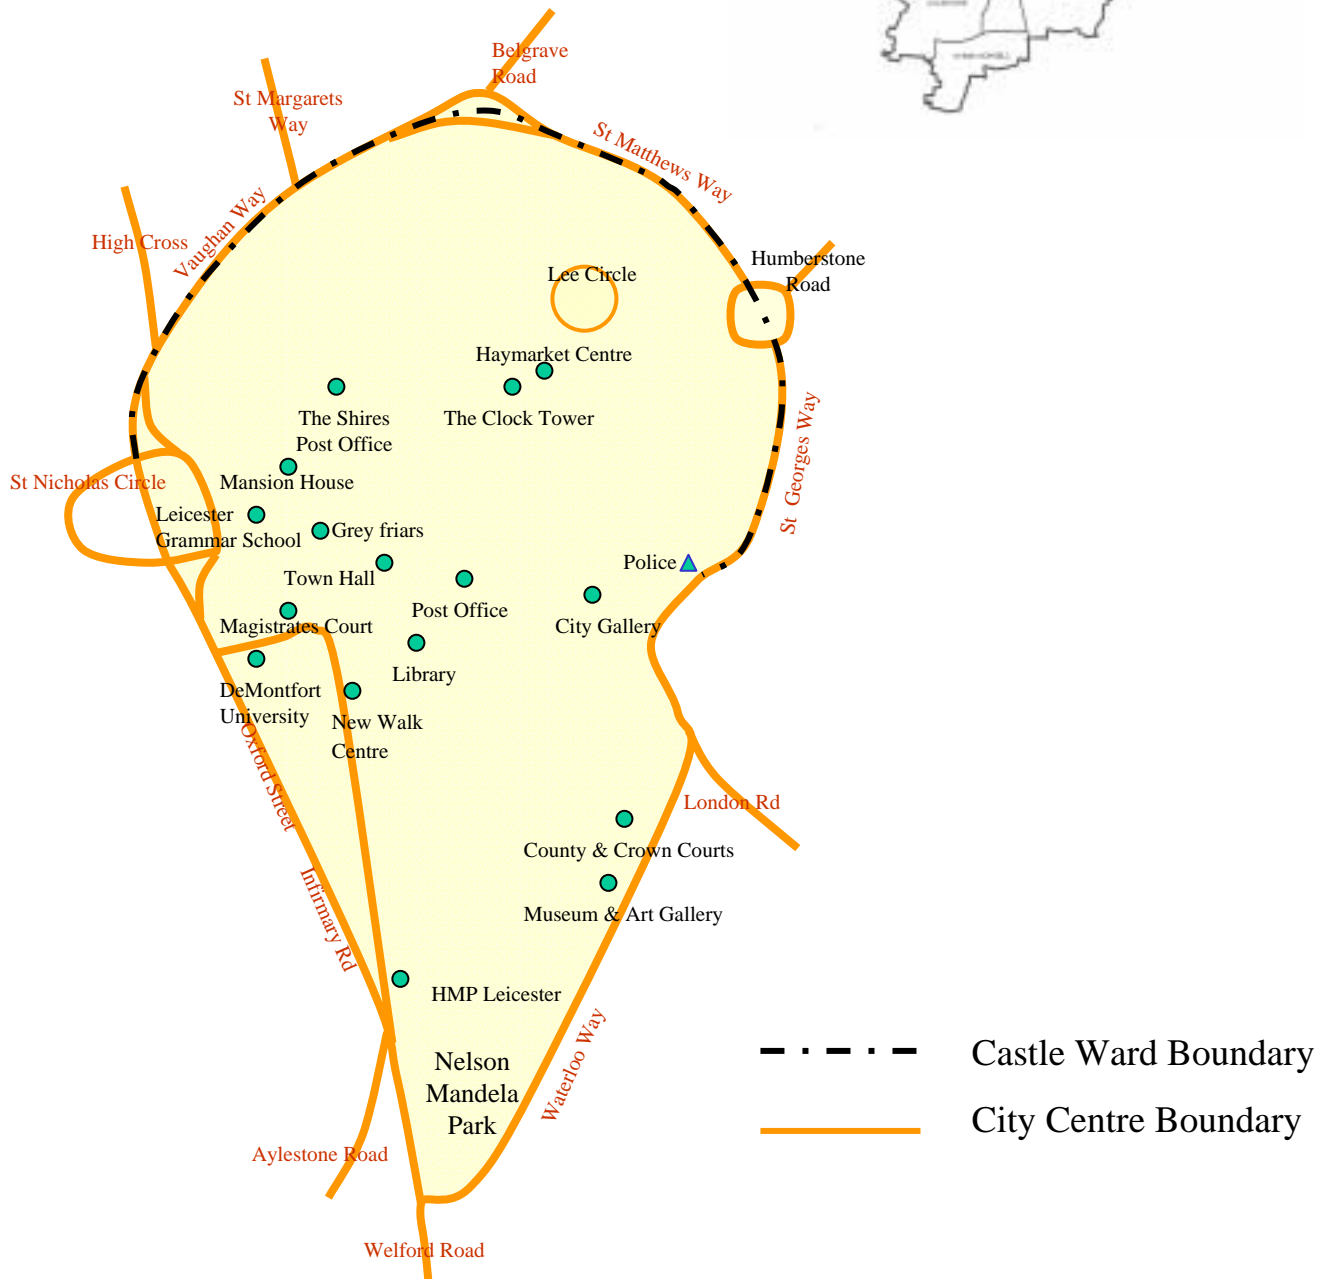 Belgrave
Road
St Margarets
Way
St Matthews Way
High Cross
Vaughan Way
Humberstone
Road
Lee Circle
Haymarket Centre
The Shires
Post Office
The Clock Tower
St Georges Way
St Nicholas Circle
Mansion House
Leicester
Grammar School
Grey friars
Town Hall
Police
Post Office
City Gallery
Magistrates Court
Library
DeMontfort
University
New Walk
Centre
Oxford Street
London Rd
County & Crown Courts
Infirmary Rd
Museum & Art Gallery
HMP Leicester
Waterloo Way
Nelson
Mandela
Park
Castle Ward Boundary
City Centre Boundary
Aylestone Road
Welford Road